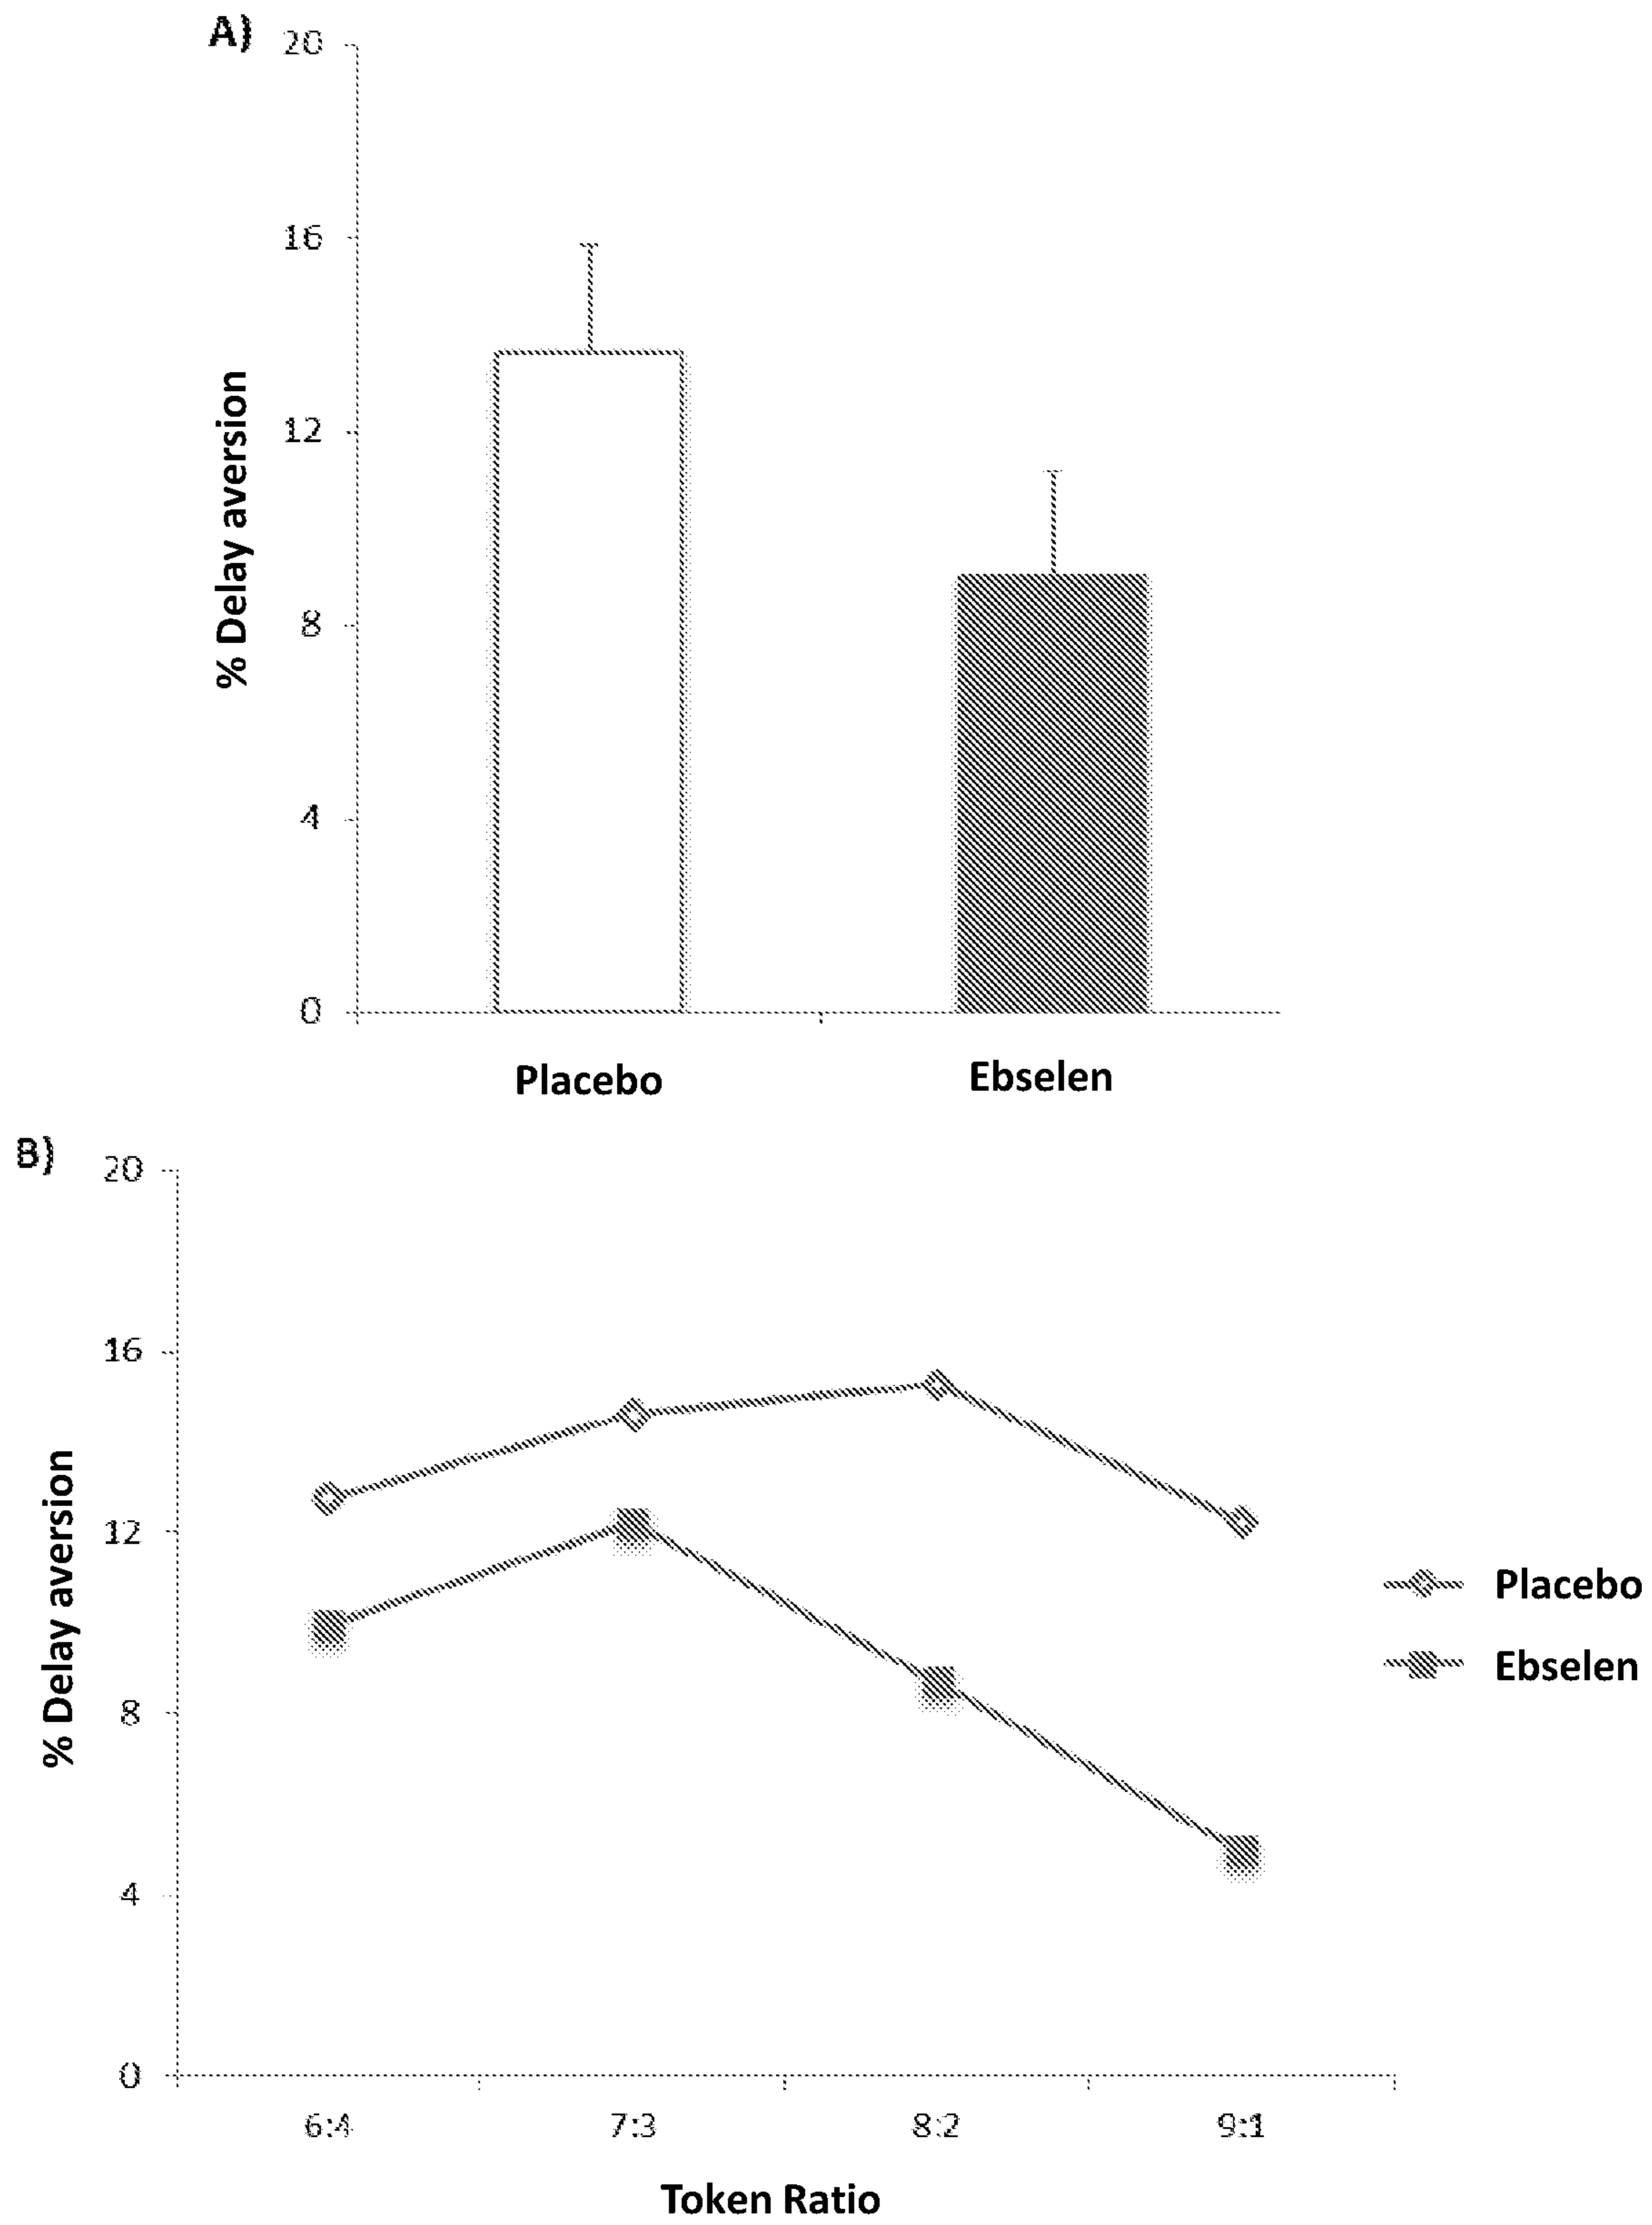 A)
20
16
12
8
4
0
% Delay aversion
Placebo
Ebselen
B)
20
16
12
8
4
0
% Delay aversion
Placebo
Ebselen
6:4
7:3
8:2
9:1
Token Ratio